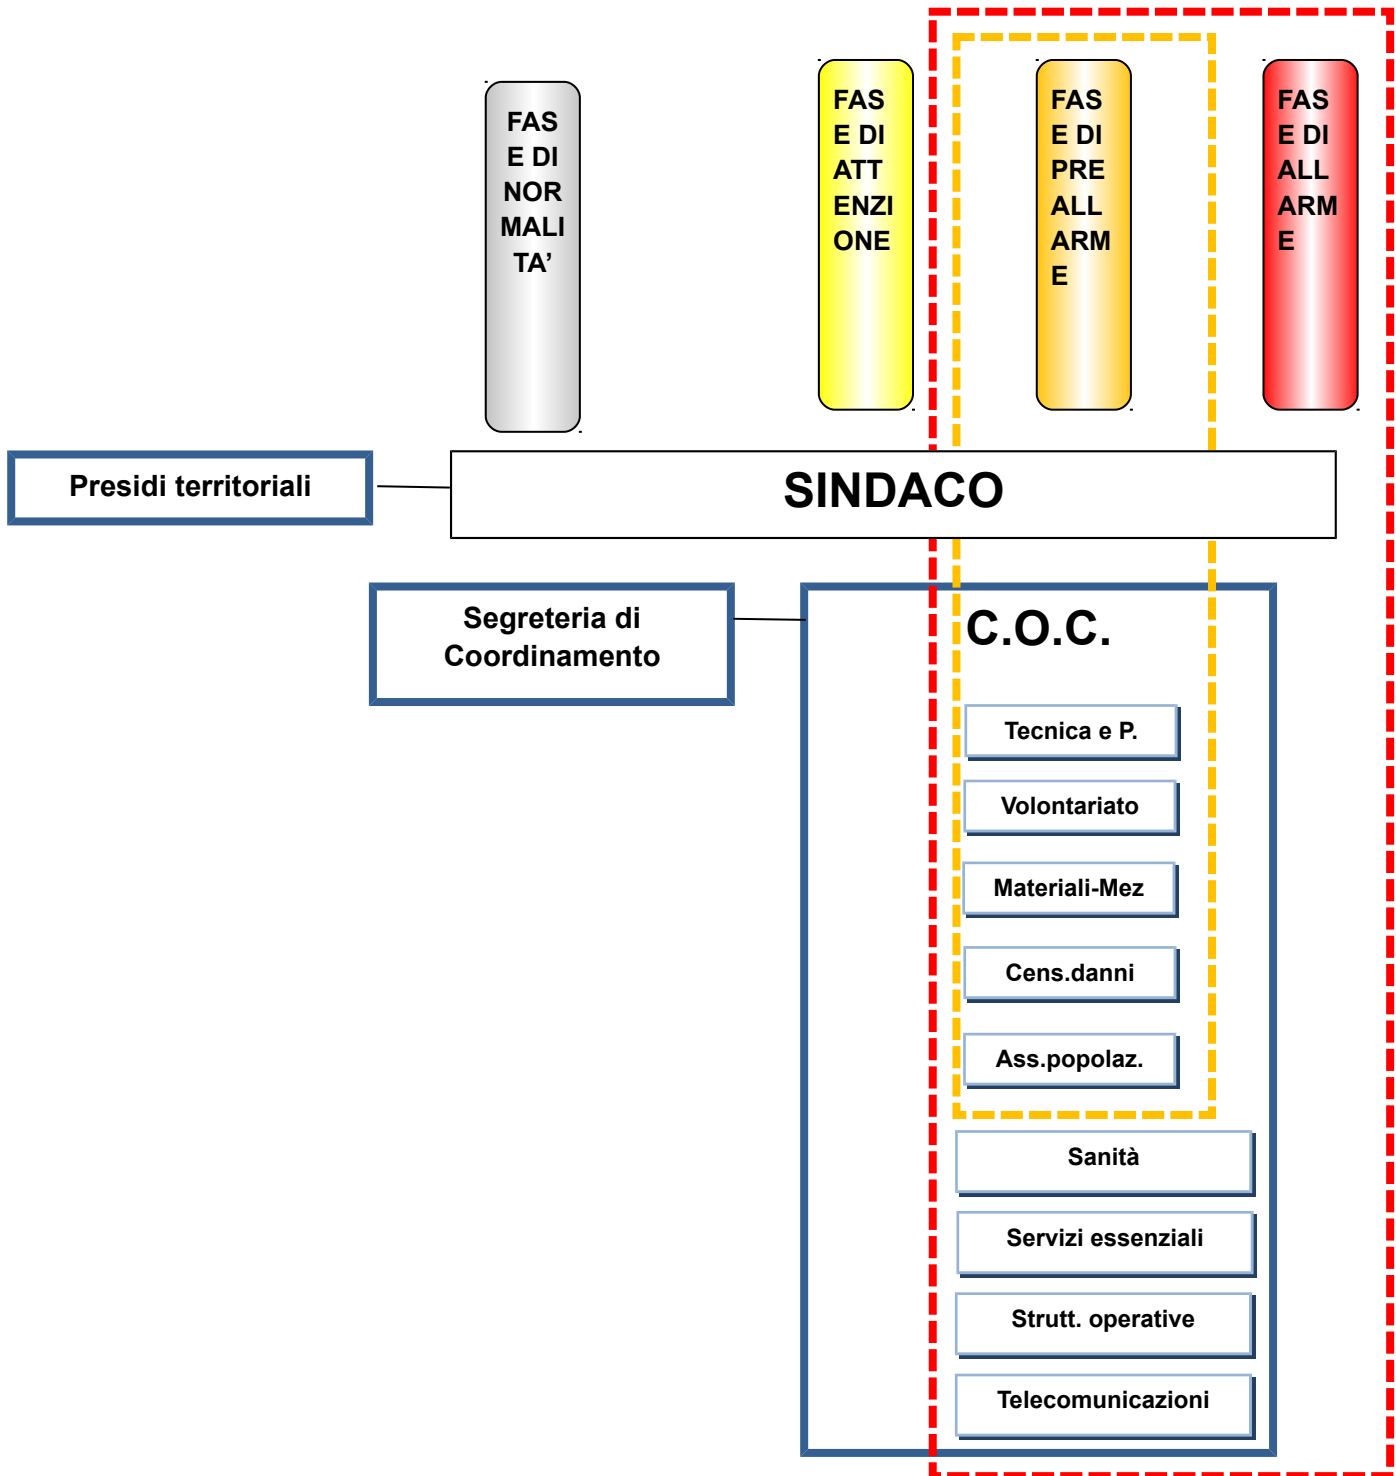 FAS
E DI
NOR
MALI
TA’
FAS
E DI
ATT
ENZI
ONE
FAS
E DI
PRE
ALL
ARM
E
FAS
E DI
ALL
ARM
E
Presidi territoriali
SINDACO
Segreteria di
Coordinamento
C.O.C.
Tecnica e P.
Volontariato
Materiali-Mez
Cens.danni
Ass.popolaz.
Sanità
Servizi essenziali
Strutt. operative
Telecomunicazioni